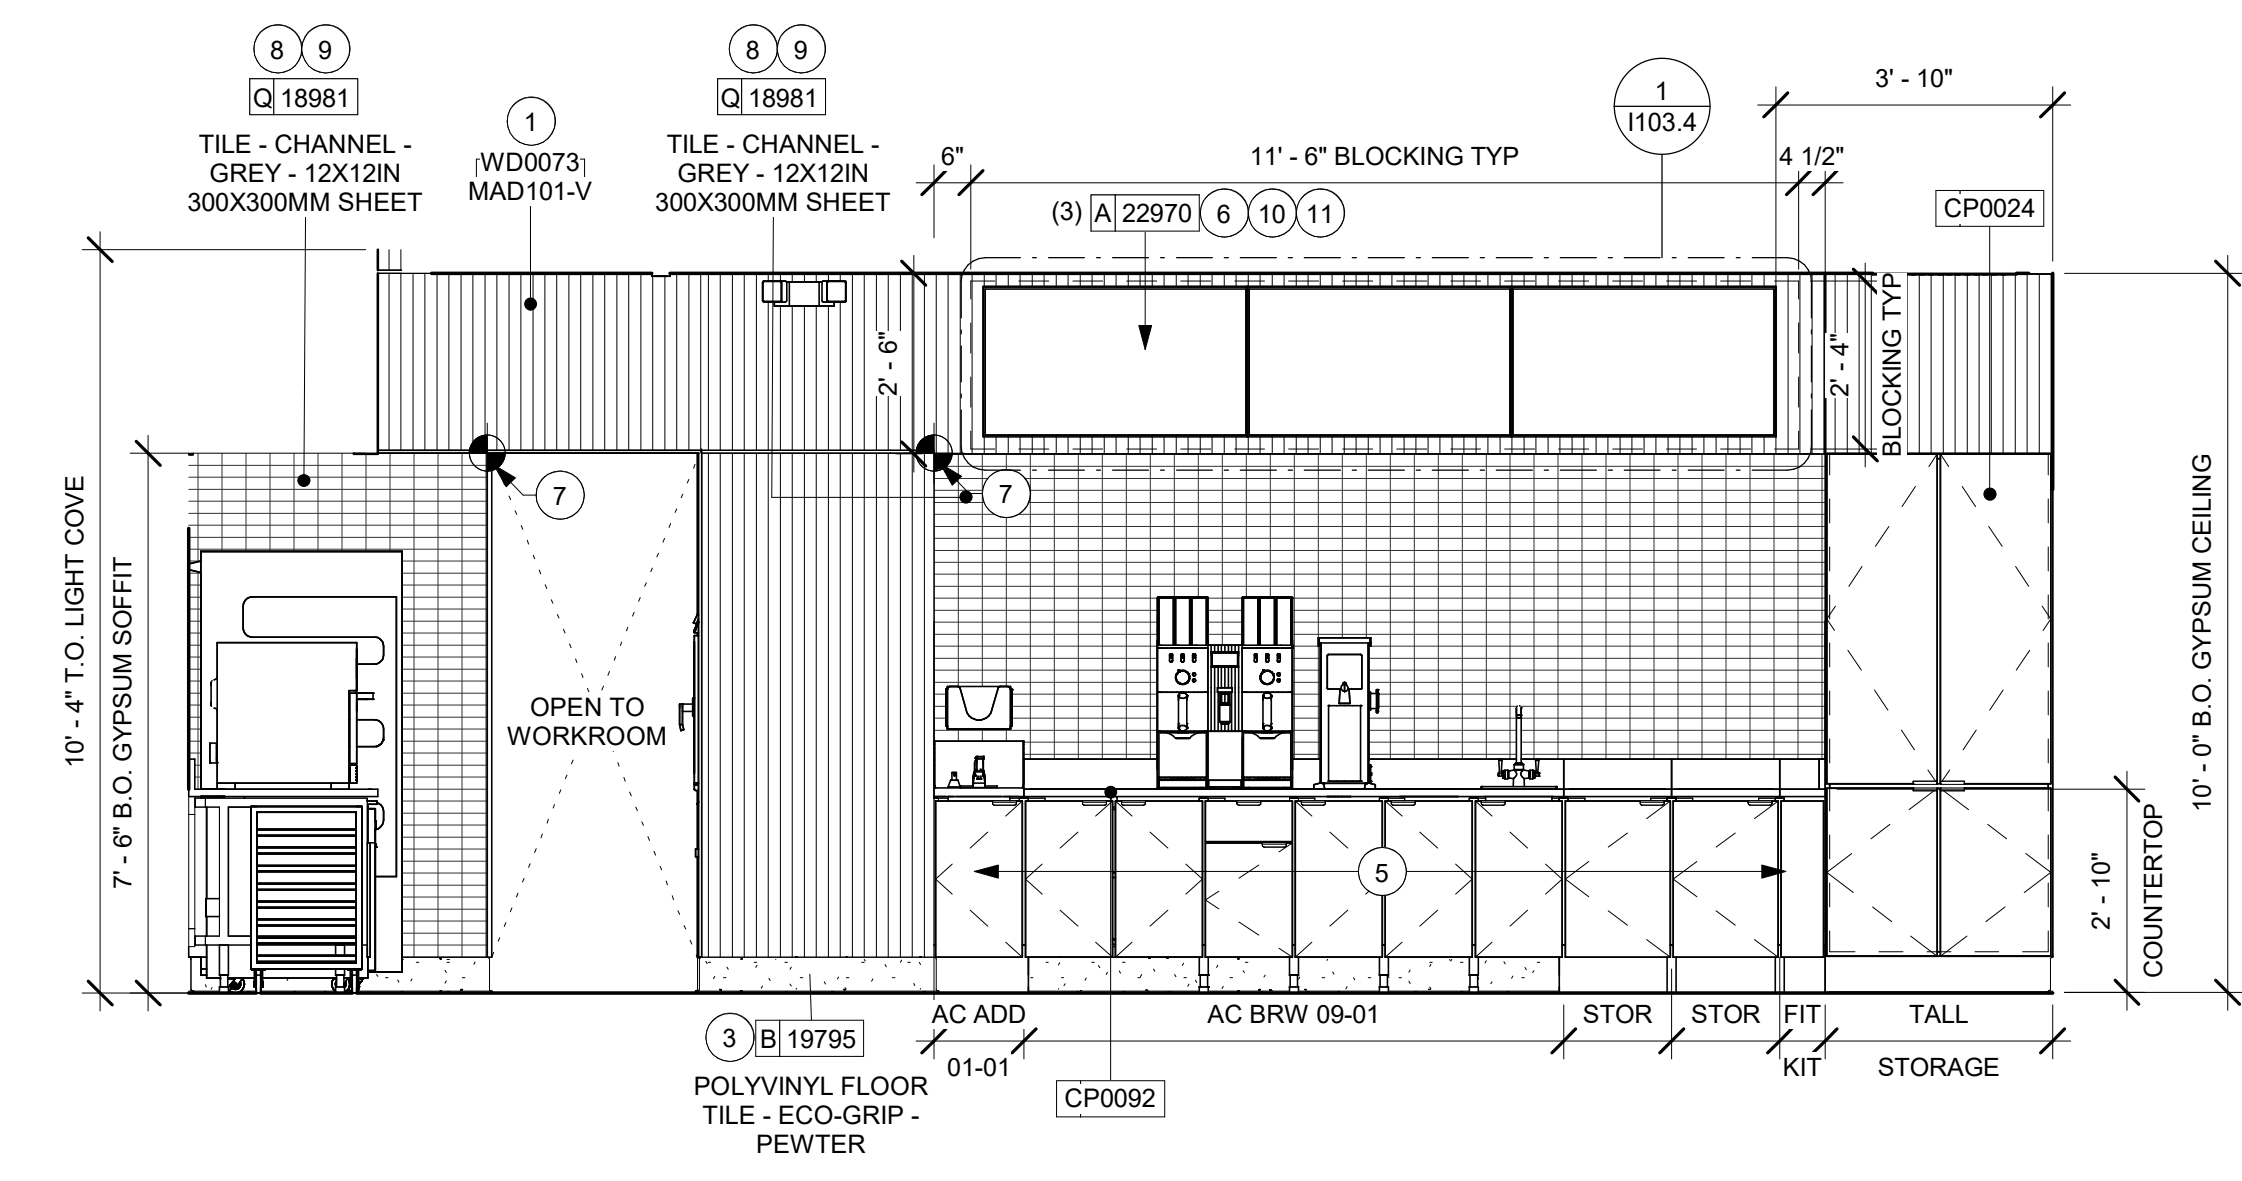 8 9
Q 18981
TILE - CHANNEL -
GREY - 12X12IN
300X300MM SHEET
1
WD0073
MAD101-V
8 9
Q 18981
TILE - CHANNEL -
GREY - 12X12IN
300X300MM SHEET
6"
11' - 6" BLOCKING TYP
4 1/2"
3' - 10"
1
I103.4
(3) A 22970 6 10 11
CP0024
2' - 6"
2' - 4"
BLOCKING TYP
7
7
10' - 4" T.O. LIGHT COVE
7' - 6" B.O. GYPSUM SOFFIT
10' - 0" B.O. GYPSUM CEILING
OPEN TO
WORKROOM
5
2' - 10"
COUNTERTOP
3 B 19795
POLYVINYL FLOOR
TILE - ECO-GRIP -
PEWTER
AC ADD
01-01
AC BRW 09-01
STOR
STOR
FIT
KIT
TALL
STORAGE
CP0092